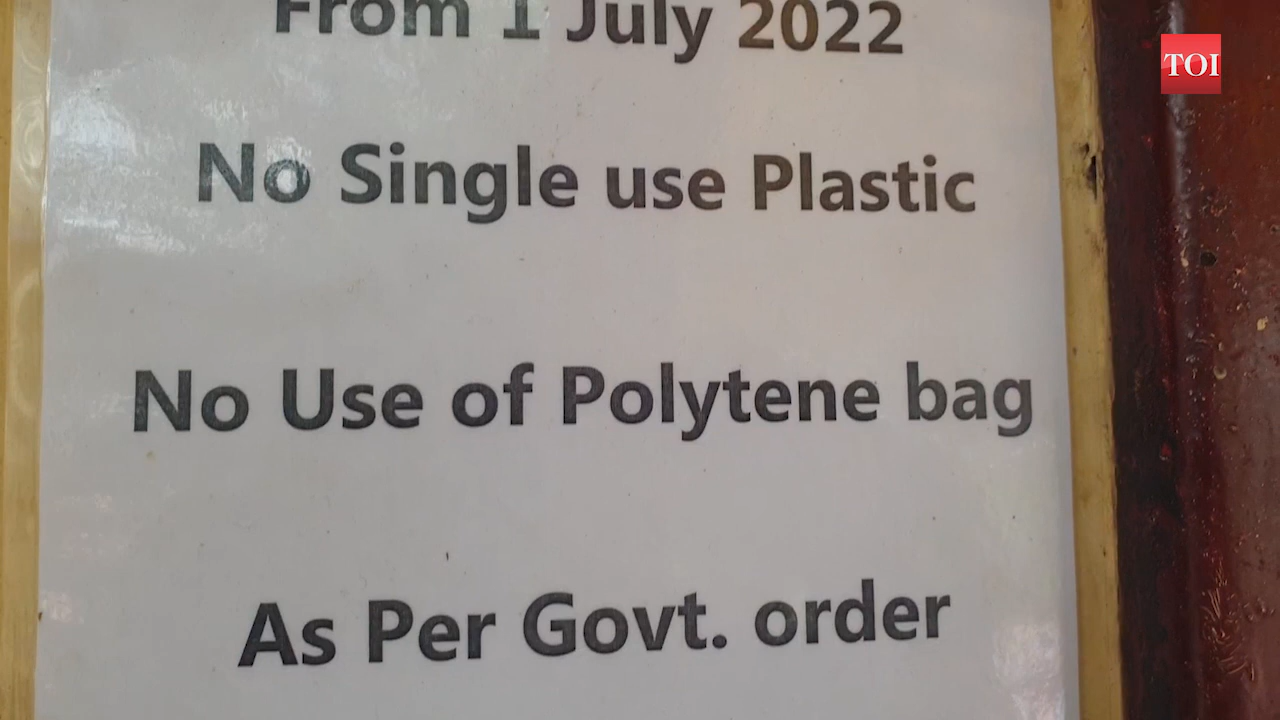 From 1 July 2022
TOI
No Single use Plastic
No Use of Polytene bag
As Per Govt. order